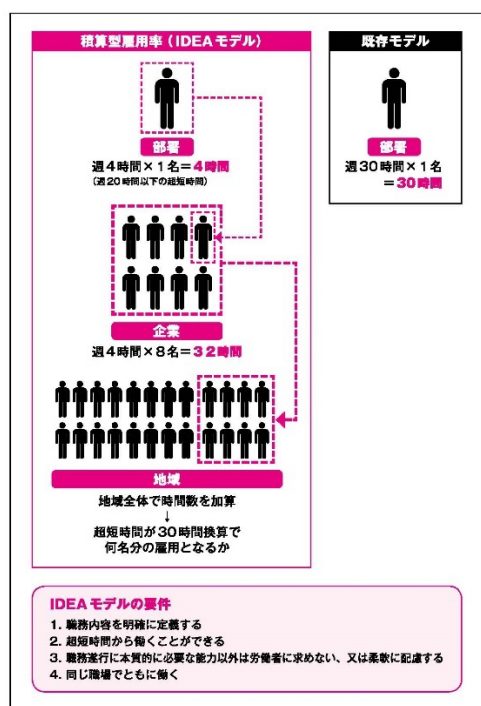 積算型雇用率（IDEAモデル）
部署
週4時間×1名＝4時間
（週20時間以下の超短時間）
企業
週4時間×8名＝32時間
地域
地域全体で時間数を加算
↓
超短時間が30時間換算で
何名分の雇用となるか
既存モデル
部署
週30時間×1名
＝30時間
IDEAモデルの要件
1. 職務内容を明確に定義する
2. 超短時間から働くことができる
3. 職務遂行に本質的に必要な能力以外は労働者に求めない、又は柔軟に配慮する
4. 同じ職場でともに働く